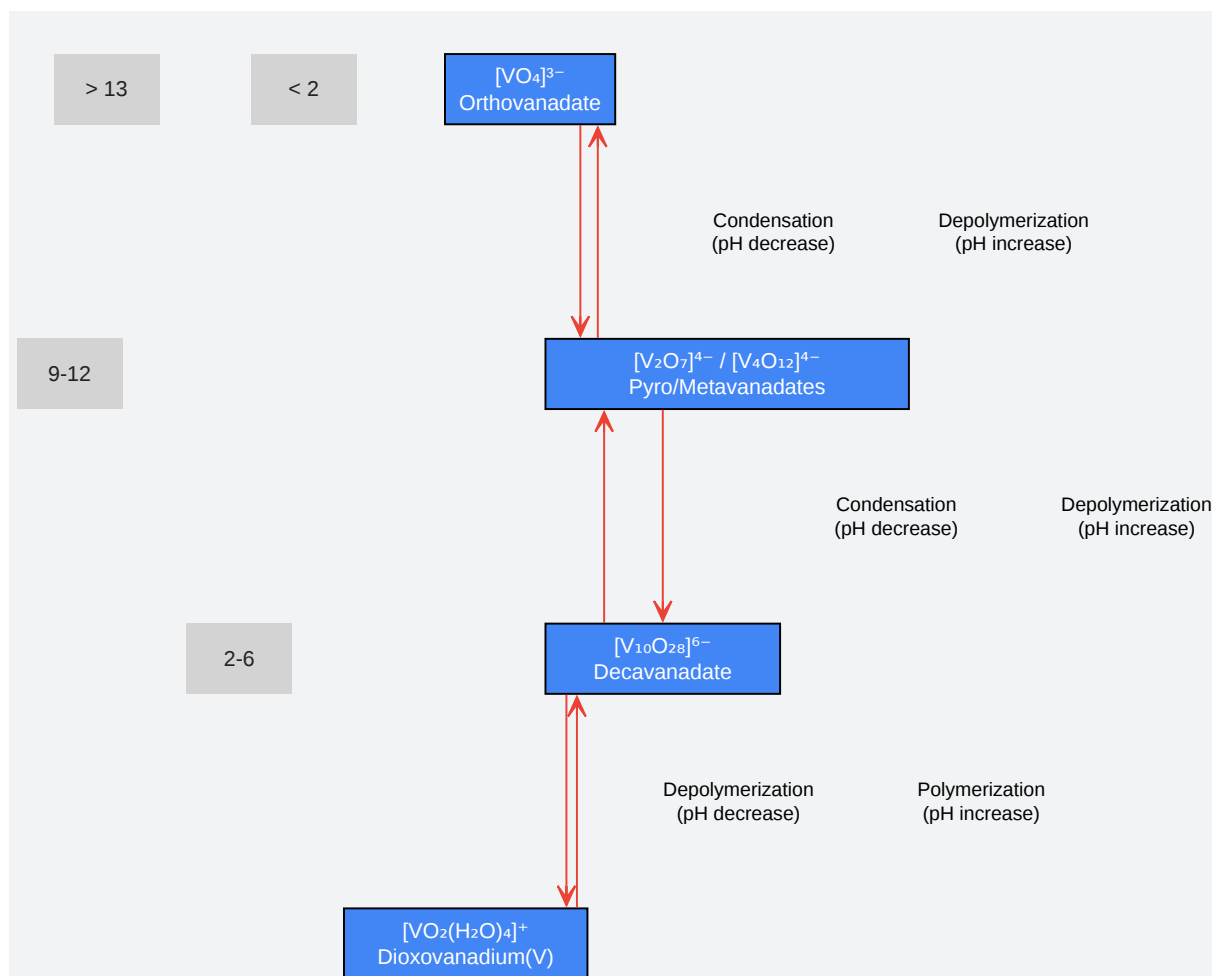 > 13
< 2
[VO₄]³⁻
Orthovanadate
Condensation
(pH decrease)
Depolymerization
(pH increase)
9-12
[V₂O₇]⁴⁻ / [V₄O₁₂]⁴⁻
Pyro/Metavanadates
Condensation
(pH decrease)
Depolymerization
(pH increase)
2-6
[V₁₀O₂₈]⁶⁻
Decavanadate
Depolymerization
(pH decrease)
Polymerization
(pH increase)
[VO₂(H₂O)₄]⁺
Dioxovanadium(V)